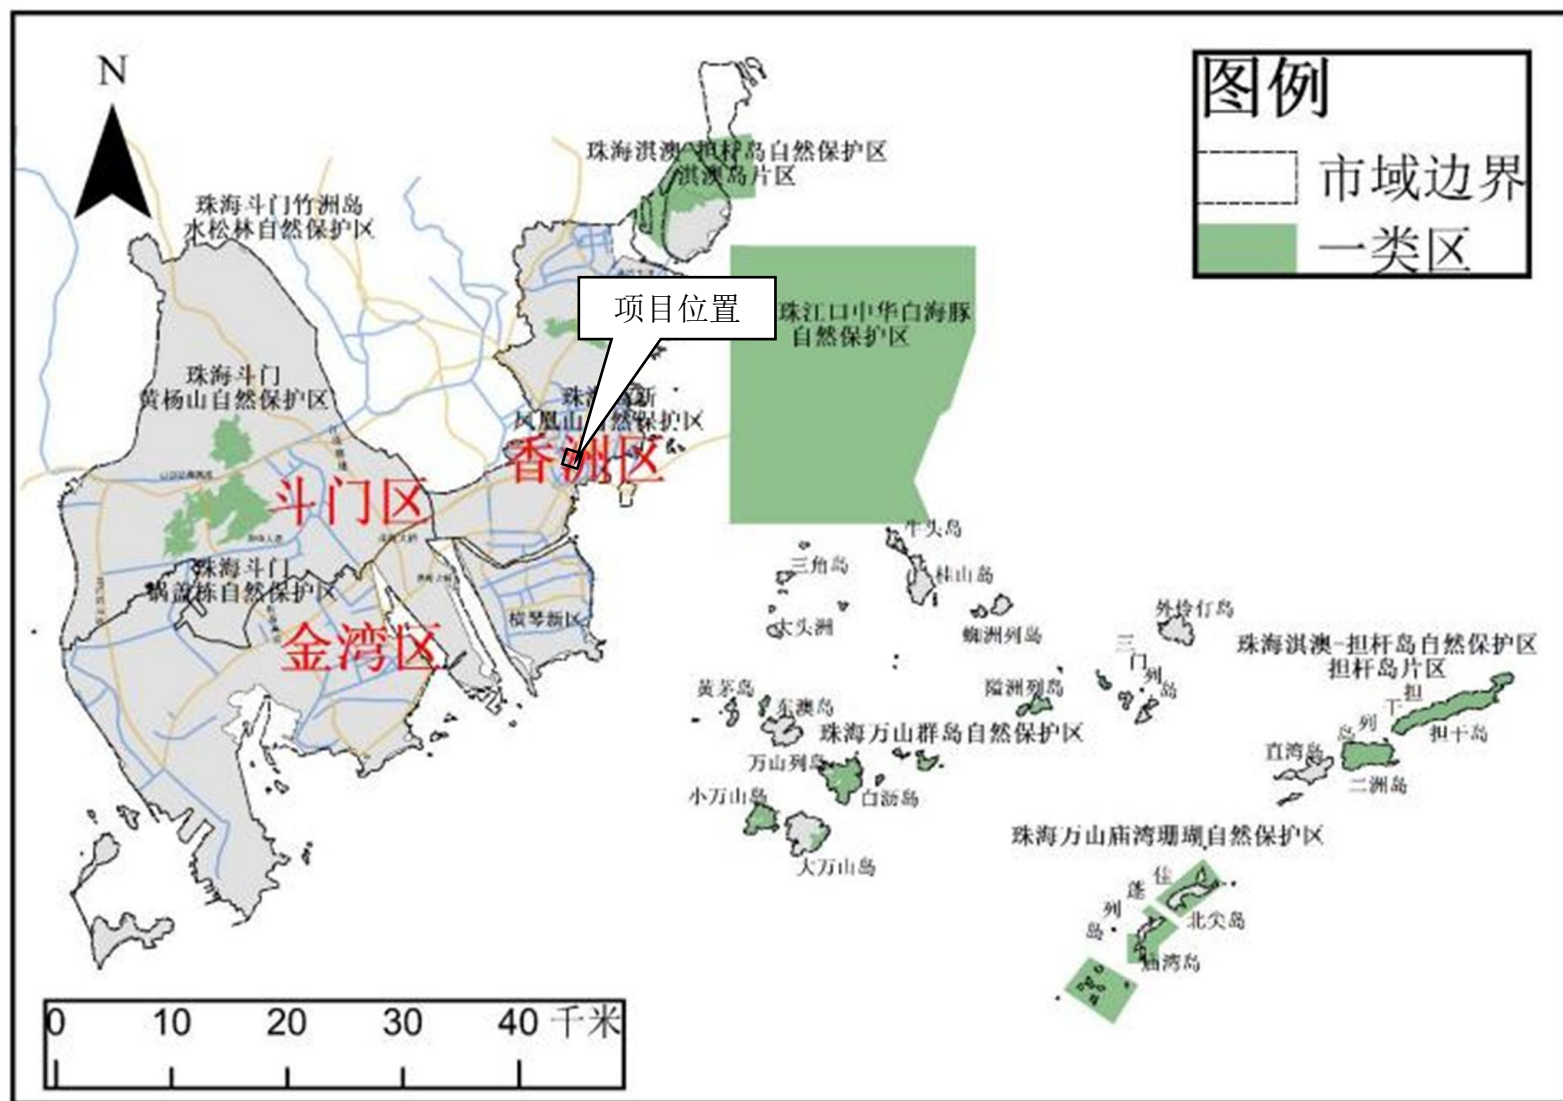 N
图例
市域边界
一类区
珠海淇澳-担杆岛自然保护区
淇澳岛片区
珠海斗门竹洲岛
水松林自然保护区
项目位置
珠江口中华白海豚
自然保护区
珠海斗门
黄杨山自然保护区
珠海高新
凤凰山自然保护区
香洲区
斗门区
牛头岛
三角岛
桂山岛
珠海斗门
锅盖栋自然保护区
大头洲
蜘洲列岛
外伶仃岛
横琴新区
金湾区
三门列岛
珠海淇澳-担杆岛自然保护区
担杆岛片区
黄茅岛
东澳岛
隘洲列岛
担干列岛
担干岛
珠海万山群岛自然保护区
万山列岛
直湾岛
二洲岛
小万山岛
白沥岛
大万山岛
珠海万山庙湾珊瑚自然保护区
佳蓬列岛
北尖岛
庙湾岛
0 10 20 30 40 千米